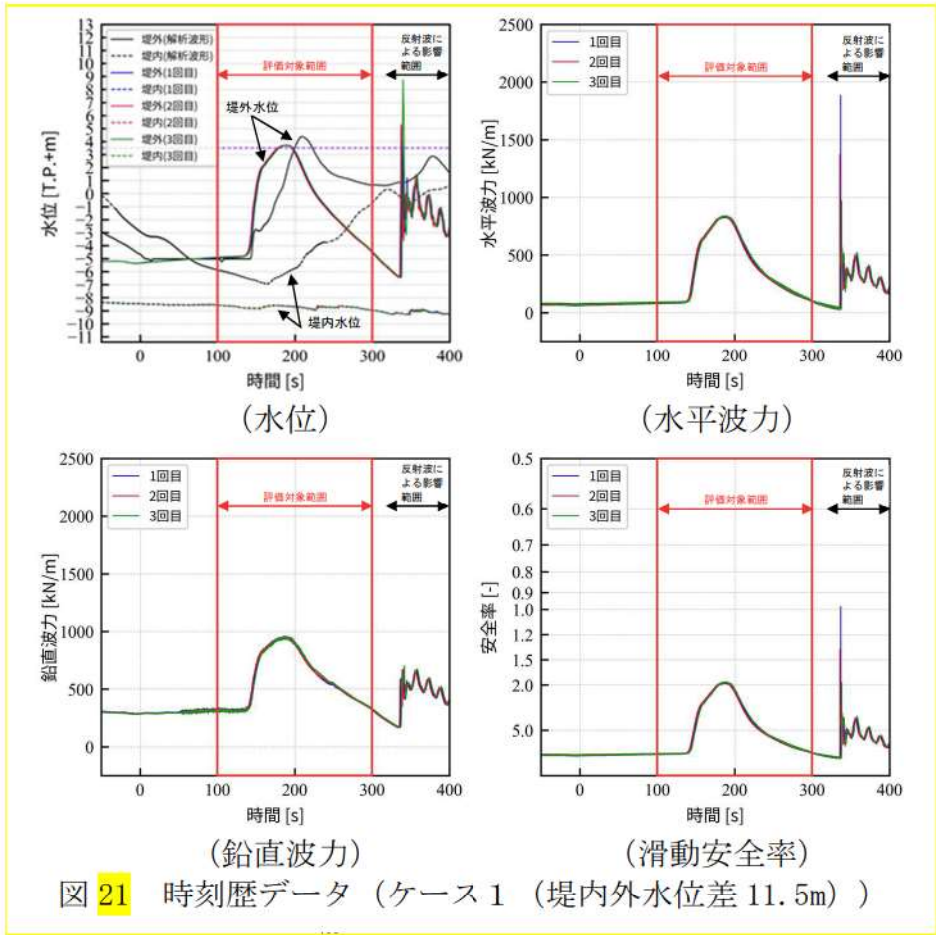 堤外(解析波形)
堤内(解析波形)
堤外(1回目)
堤内(1回目)
堤外(2回目)
堤内(2回目)
堤外(3回目)
堤内(3回目)
評価対象範囲
反射波に
よる影響
範囲
堤外水位
堤内水位
水位 [T.P.+m]
13
12
11
10
9
8
7
6
5
4
3
2
1
0
−1
−2
−3
−4
−5
−6
−7
−8
−9
−10
−11
0 100 200 300 400
時間 [s]
(水位)
1回目
2回目
3回目
評価対象範囲
反射波に
よる影響
範囲
水平波力 [kN/m]
2500
2000
1500
1000
500
0
0 100 200 300 400
時間 [s]
(水平波力)
1回目
2回目
3回目
評価対象範囲
反射波に
よる影響
範囲
鉛直波力 [kN/m]
2500
2000
1500
1000
500
0
0 100 200 300 400
時間 [s]
(鉛直波力)
1回目
2回目
3回目
評価対象範囲
反射波に
よる影響
範囲
安全率 [-]
0.5
0.6
0.7
0.8
0.9
1.0
1.2
1.5
2.0
5.0
0 100 200 300 400
時間 [s]
(滑動安全率)
図 21 時刻歴データ（ケース１（堤内外水位差 11.5m））